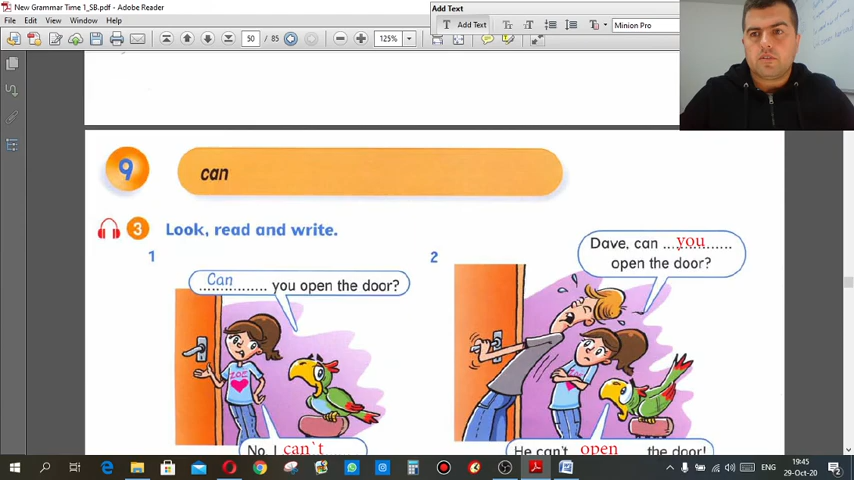 New Grammar Time 1_SB.pdf - Adobe Reader
Edit View Window Help
Add Text
50 / 85
125%
Add Text
Minion Pro
9
can
3 Look, read and write.
1
Can you open the door?
ZOE
No, I can`t
2
Dave, can you
open the door?
He can't open the door!
ENG
19:45
29-Oct-20
2